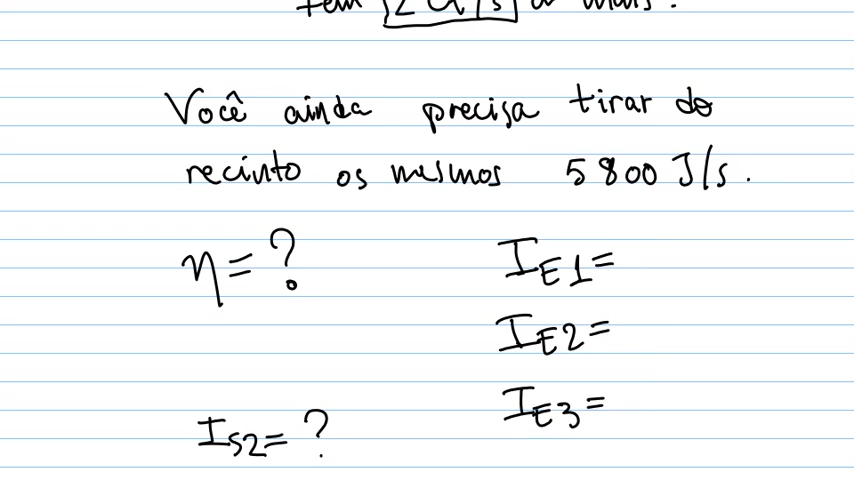 Você ainda precisa tirar do
recinto os mesmos 5800 J/s.
η = ?
I_E1 =
I_E2 =
I_E3 =
I_S2 = ?